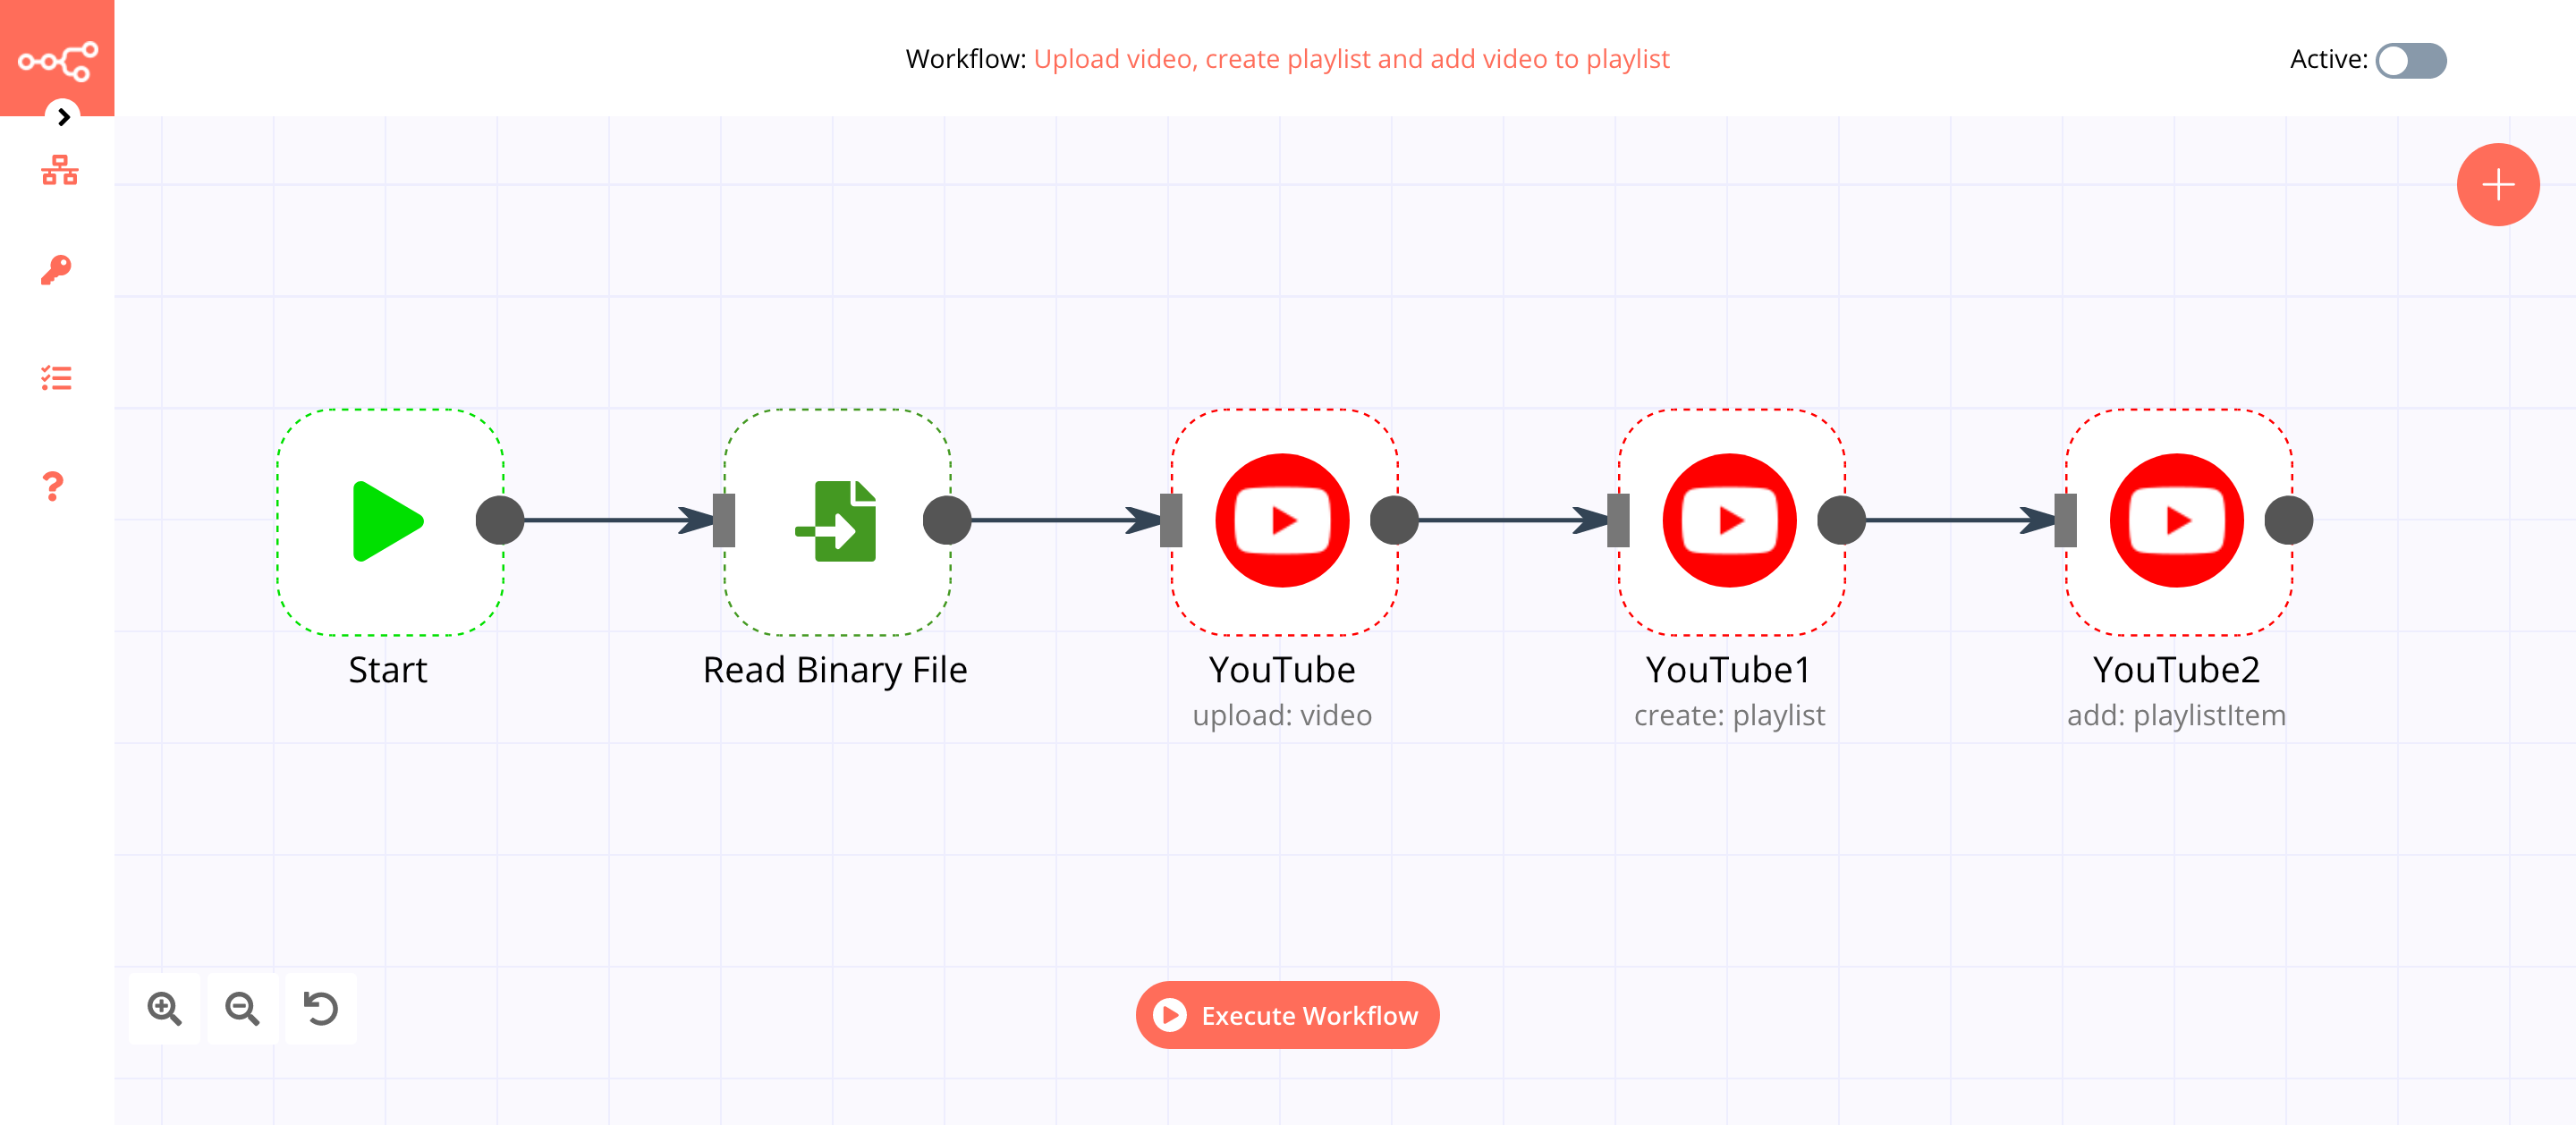 Workflow: Upload video, create playlist and add video to playlist
Active:
Start
Read Binary File
YouTube
upload: video
YouTube1
create: playlist
YouTube2
add: playlistItem
Execute Workflow